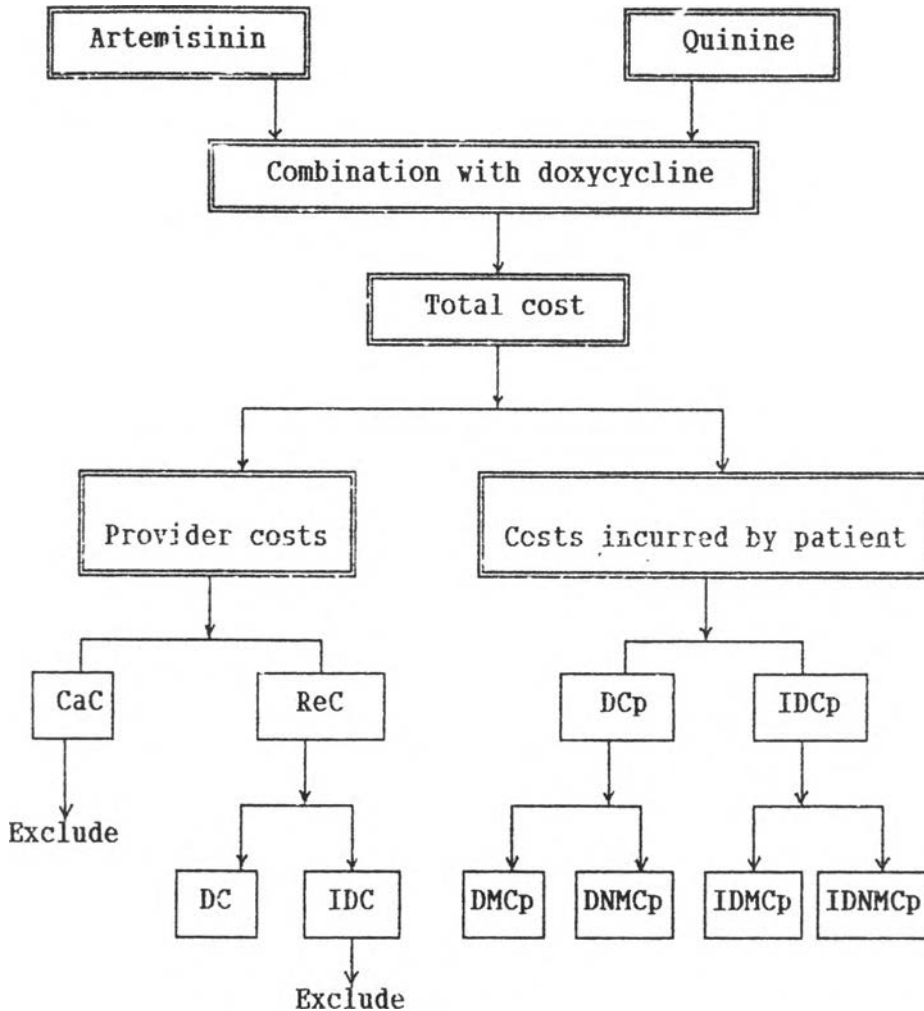 Artemisinin
Quinine
Combination with doxycycline
Total cost
Provider costs
Costs incurred by patient
CaC
ReC
DCp
IDCp
Exclude
DC
IDC
DMCp
DNMCp
IDMCp
IDNMCp
Exclude